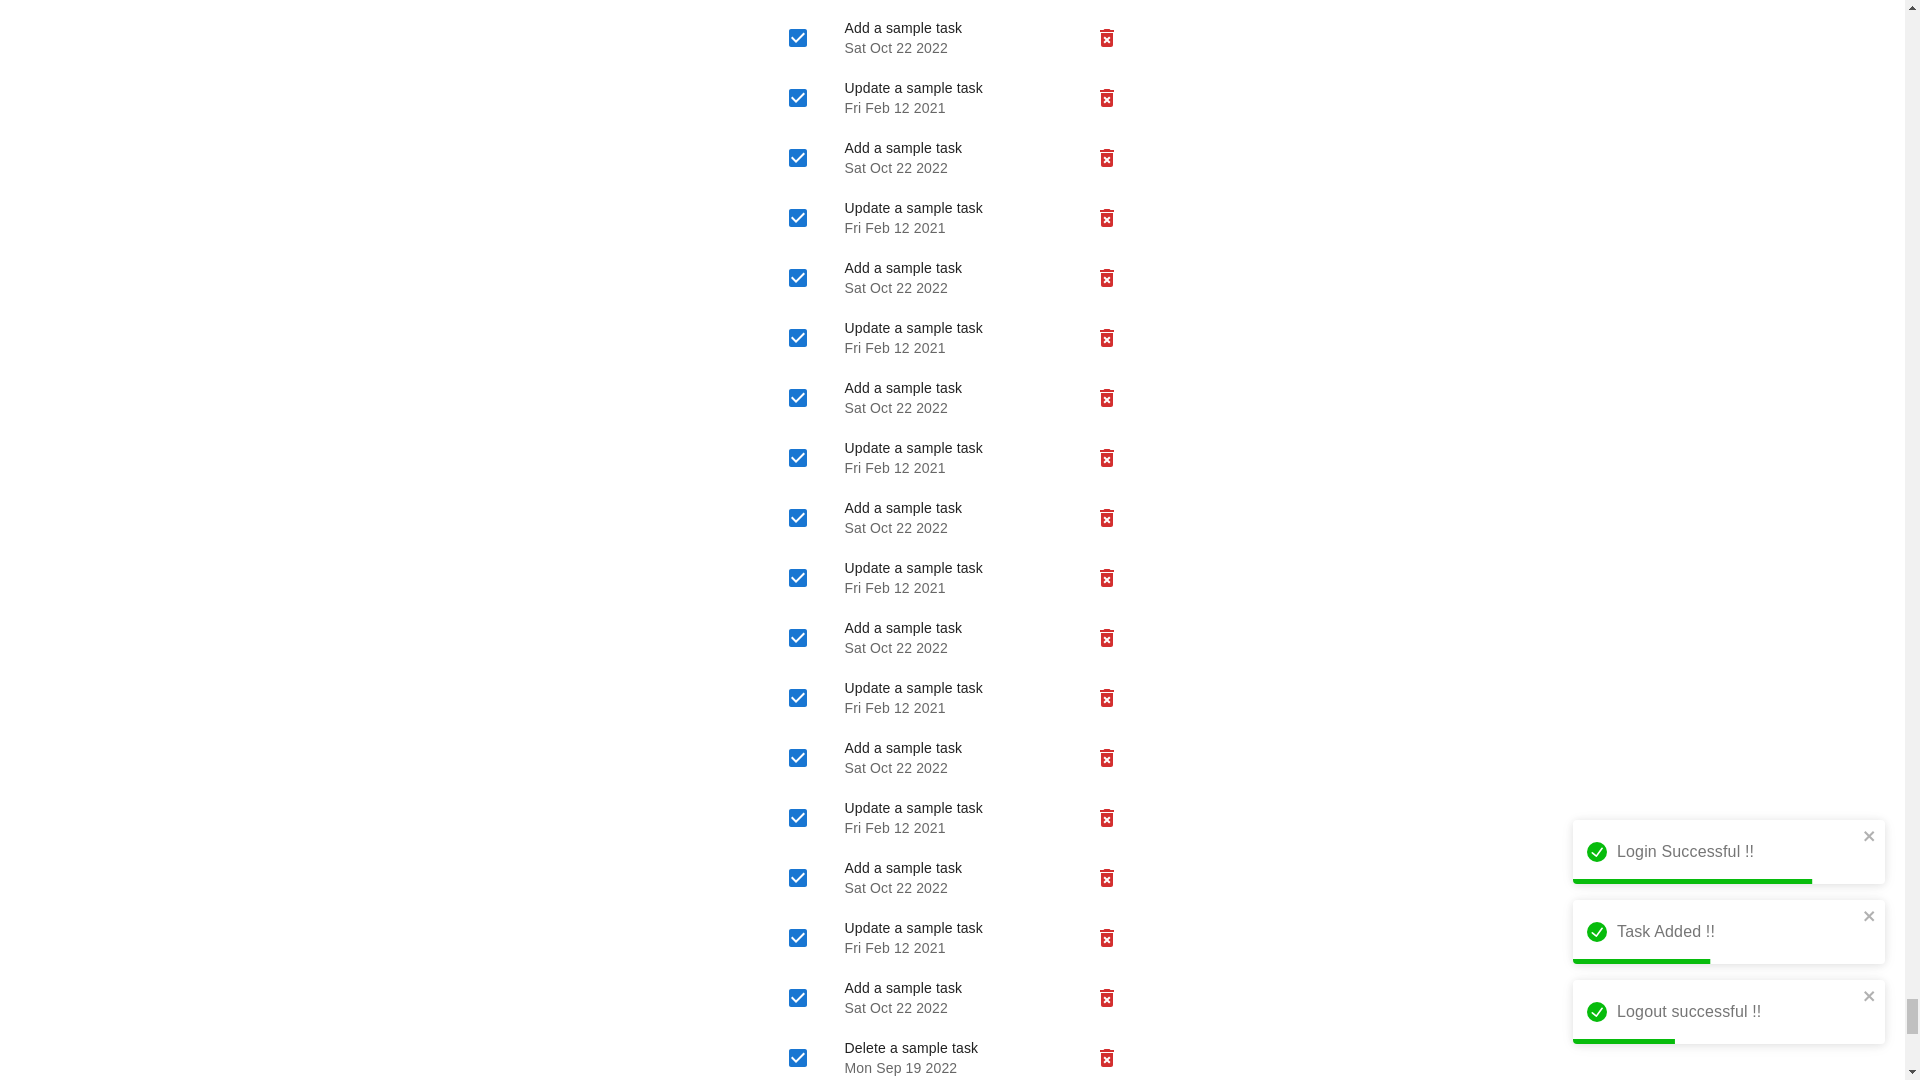 Add a sample task
Sat Oct 22 2022
Update a sample task
Fri Feb 12 2021
Add a sample task
Sat Oct 22 2022
Update a sample task
Fri Feb 12 2021
Add a sample task
Sat Oct 22 2022
Update a sample task
Fri Feb 12 2021
Add a sample task
Sat Oct 22 2022
Update a sample task
Fri Feb 12 2021
Add a sample task
Sat Oct 22 2022
Update a sample task
Fri Feb 12 2021
Add a sample task
Sat Oct 22 2022
Update a sample task
Fri Feb 12 2021
Add a sample task
Sat Oct 22 2022
Update a sample task
Fri Feb 12 2021
Add a sample task
Sat Oct 22 2022
Update a sample task
Fri Feb 12 2021
Add a sample task
Sat Oct 22 2022
Delete a sample task
Mon Sep 19 2022
Login Successful !!
Task Added !!
Logout successful !!